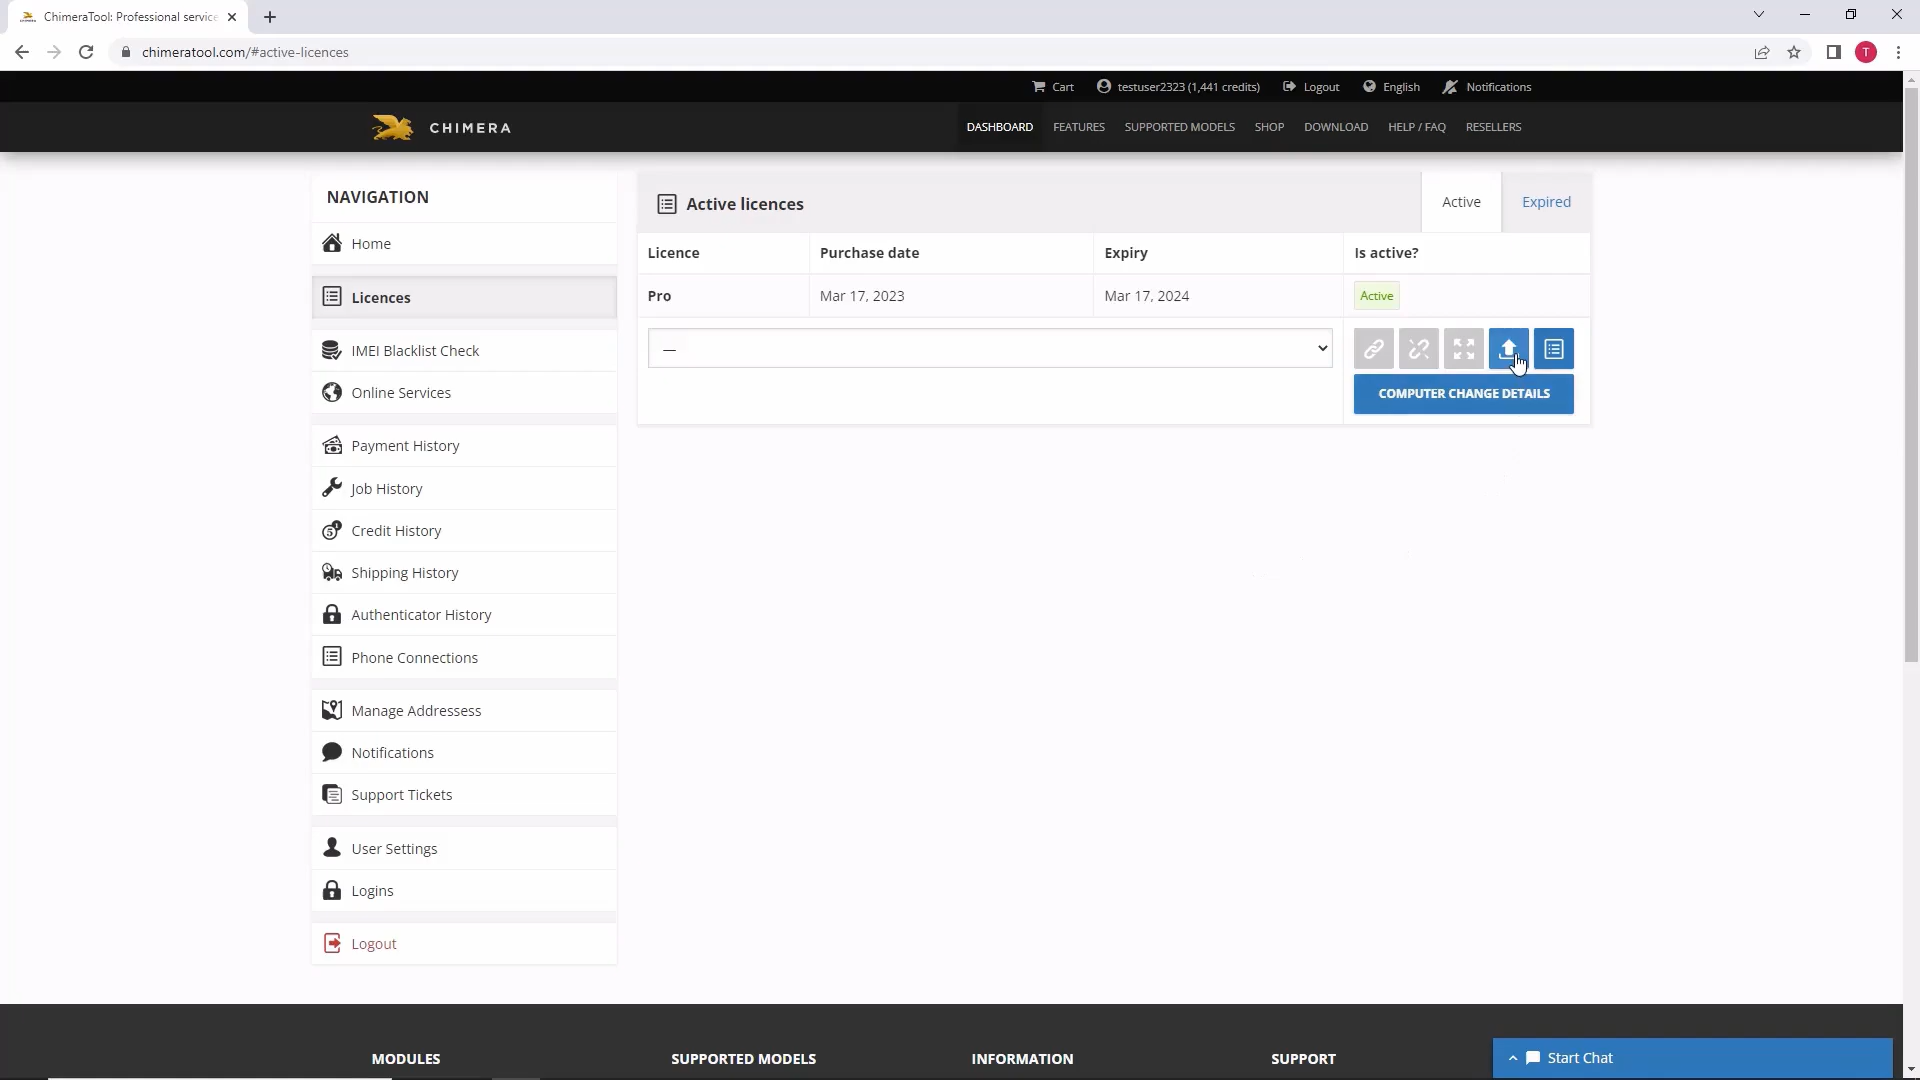 ChimeraTool: Professional service
chimeratool.com/#active-licences
T
Cart
testuser2323 (1,441 credits)
Logout
English
Notifications
CHIMERA
DASHBOARD
FEATURES
SUPPORTED MODELS
SHOP
DOWNLOAD
HELP / FAQ
RESELLERS
NAVIGATION
Home
Licences
IMEI Blacklist Check
Online Services
Payment History
Job History
Credit History
Shipping History
Authenticator History
Phone Connections
Manage Addressess
Notifications
Support Tickets
User Settings
Logins
Logout
Active licences
Active
Expired
Licence
Purchase date
Expiry
Is active?
Pro
Mar 17, 2023
Mar 17, 2024
Active
—
COMPUTER CHANGE DETAILS
MODULES
SUPPORTED MODELS
INFORMATION
SUPPORT
Start Chat